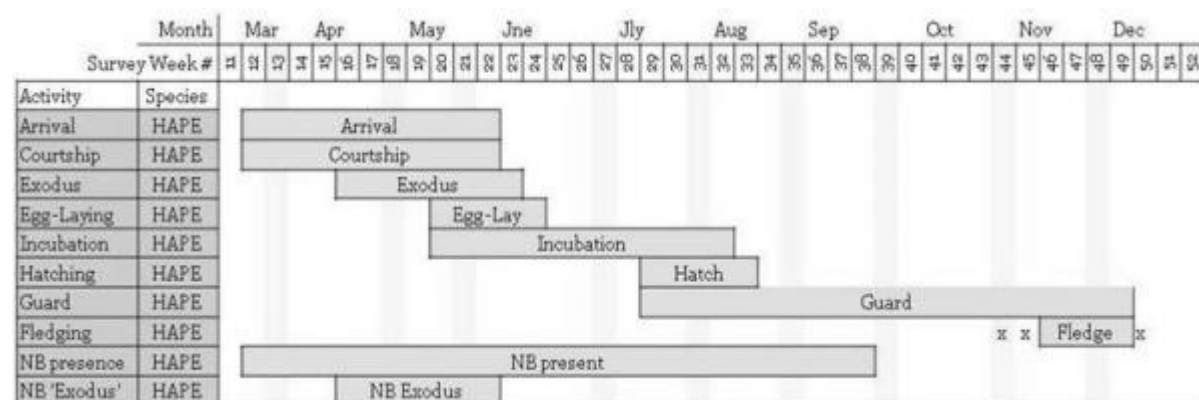 Month Mar Apr May Jne Jly Aug Sep Oct Nov Dec
Survey Week # 11 12 13 14 15 16 17 18 19 20 21 22 23 24 25 26 27 28 29 30 31 32 33 34 35 36 37 38 39 40 41 42 43 44 45 46 47 48 49 50 51 52
Activity Species
Arrival HAPE Arrival
Courtship HAPE Courtship
Exodus HAPE Exodus
Egg-Laying HAPE Egg-Lay
Incubation HAPE Incubation
Hatching HAPE Hatch
Guard HAPE Guard
Fledging HAPE x x Fledge x
NB presence HAPE NB present
NB 'Exodus' HAPE NB Exodus